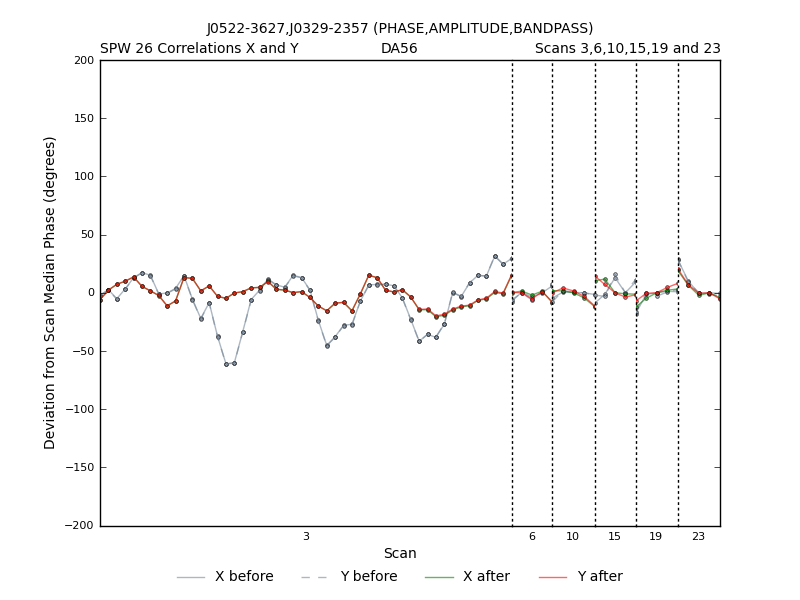 J0522-3627,J0329-2357 (PHASE,AMPLITUDE,BANDPASS)
SPW 26 Correlations X and Y DA56 Scans 3,6,10,15,19 and 23
200
150
100
50
0
−50
−100
−150
−200
Deviation from Scan Median Phase (degrees)
3 6 10 15 19 23
Scan
X before Y before X after Y after